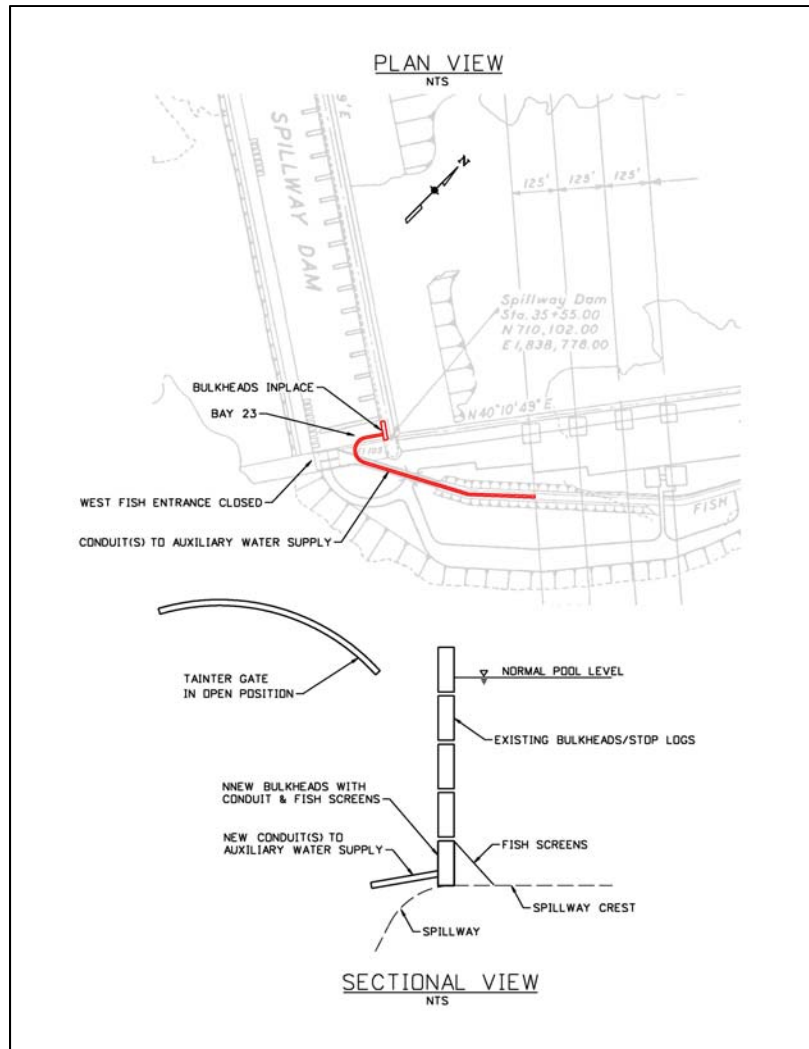 PLAN VIEW
NTS
9'E
SPILLWAY DAM
N
125' 125' 125'
Spillway Dam
Sta. 35+55.00
N 710,102.00
E 1,838,778.00
BULKHEADS INPLACE
N 40° 10' 49" E
BAY 23
WEST FISH ENTRANCE CLOSED
FISH
CONDUIT(S) TO AUXILIARY WATER SUPPLY
TAINTER GATE
IN OPEN POSITION
NORMAL POOL LEVEL
EXISTING BULKHEADS/STOP LOGS
NNEW BULKHEADS WITH
CONDUIT & FISH SCREENS
NEW CONDUIT(S) TO
AUXILIARY WATER SUPPLY
FISH SCREENS
SPILLWAY CREST
SPILLWAY
SECTIONAL VIEW
NTS